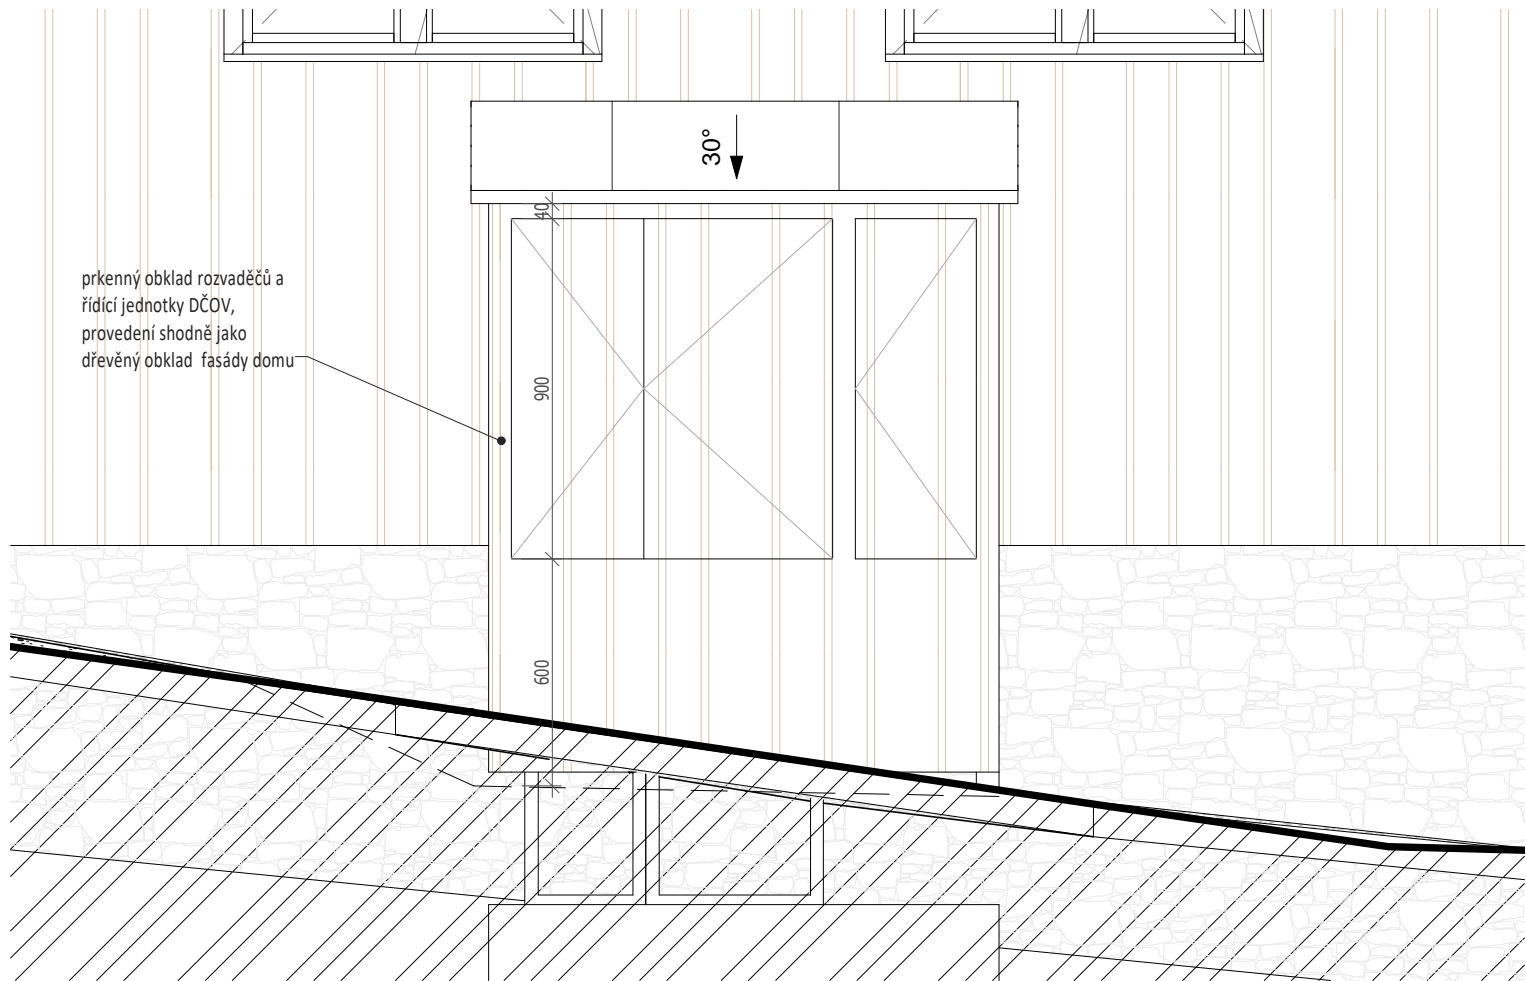 30°
40
prkenný obklad rozvaděčů a
řídící jednotky DČOV,
provedení shodně jako
dřevěný obklad fasády domu
900
600